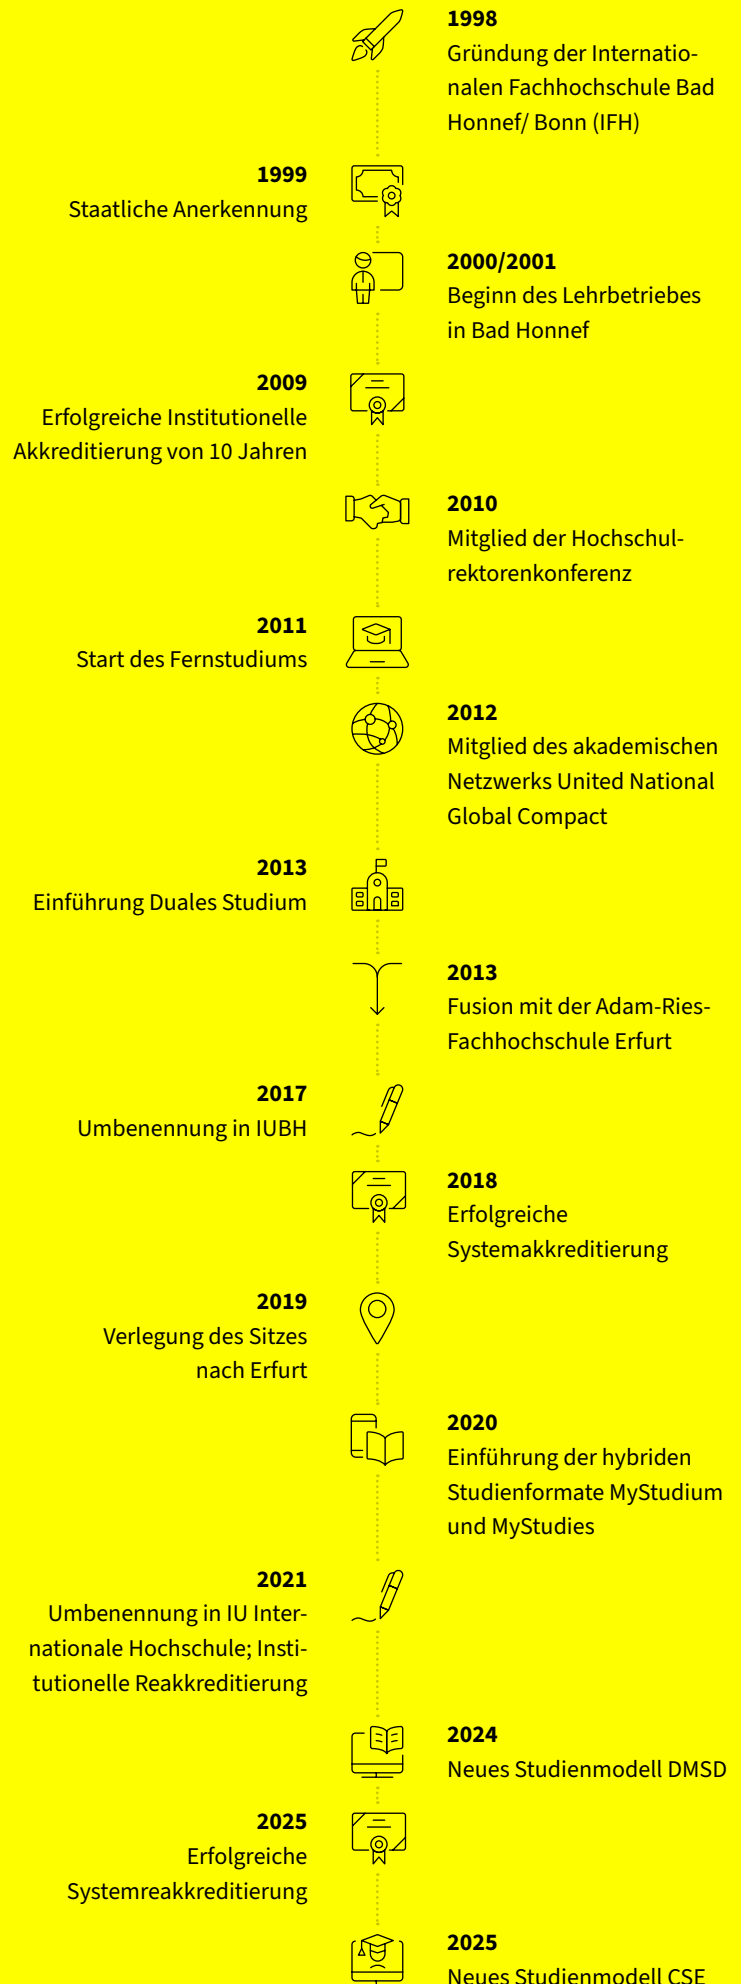 1998
Gründung der Internatio-
nalen Fachhochschule Bad
Honnef/ Bonn (IFH)
1999
Staatliche Anerkennung
2000/2001
Beginn des Lehrbetriebes
in Bad Honnef
2009
Erfolgreiche Institutionelle
Akkreditierung von 10 Jahren
2010
Mitglied der Hochschul-
rektorenkonferenz
2011
Start des Fernstudiums
2012
Mitglied des akademischen
Netzwerks United National
Global Compact
2013
Einführung Duales Studium
2013
Fusion mit der Adam-Ries-
Fachhochschule Erfurt
2017
Umbenennung in IUBH
2018
Erfolgreiche
Systemakkreditierung
2019
Verlegung des Sitzes
nach Erfurt
2020
Einführung der hybriden
Studienformate MyStudium
und MyStudies
2021
Umbenennung in IU Inter-
nationale Hochschule; Insti-
tutionelle Reakkreditierung
2024
Neues Studienmodell DMSD
2025
Erfolgreiche
Systemreakkreditierung
2025
Neues Studienmodell CSE